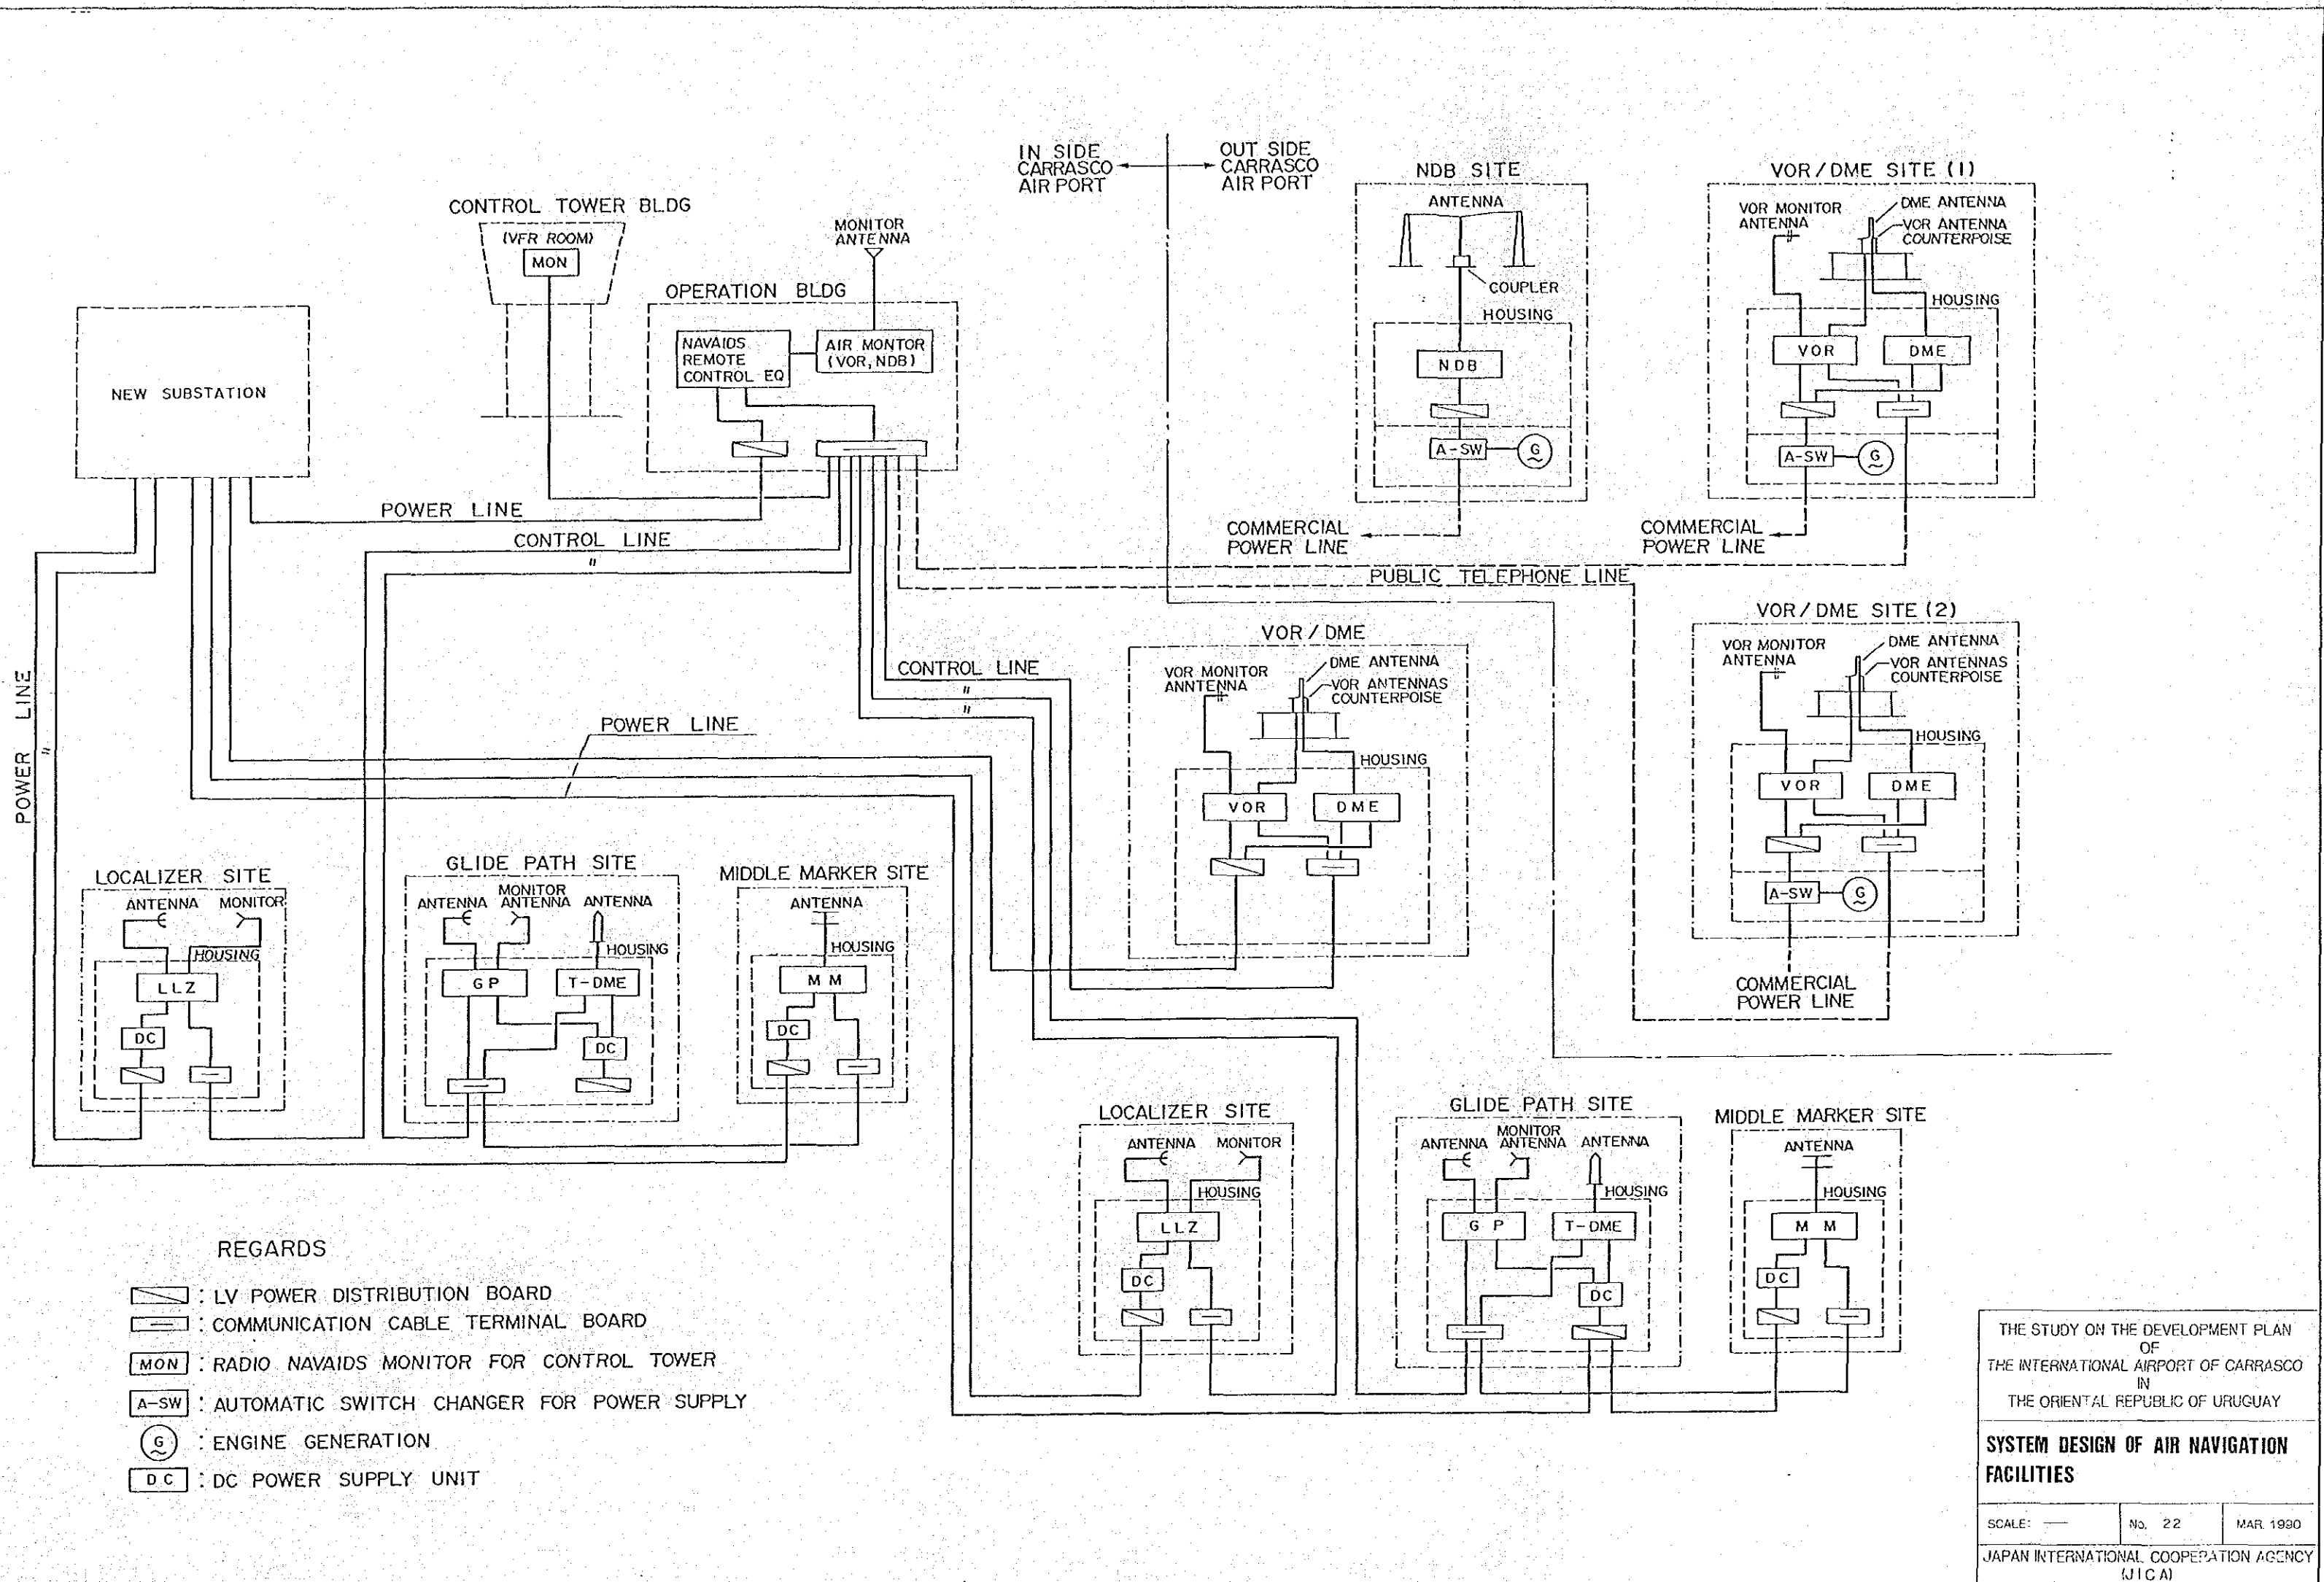 IN SIDE
CARRASCO
AIR PORT
OUT SIDE
CARRASCO
AIR PORT
CONTROL TOWER BLDG
(VFR ROOM)
MON
MONITOR
ANTENNA
OPERATION BLDG
NAVAIDS
REMOTE
CONTROL EQ
AIR MONTOR
(VOR, NDB)
NEW SUBSTATION
POWER LINE
CONTROL LINE
"
NDB SITE
ANTENNA
COUPLER
HOUSING
NDB
A-SW
G
COMMERCIAL
POWER LINE
VOR/DME SITE (1)
VOR MONITOR
ANTENNA
DME ANTENNA
VOR ANTENNA
COUNTERPOISE
HOUSING
VOR
DME
A-SW
G
COMMERCIAL
POWER LINE
PUBLIC TELEPHONE LINE
VOR/DME
VOR MONITOR
ANNTENNA
DME ANTENNA
VOR ANTENNAS
COUNTERPOISE
HOUSING
VOR
DME
CONTROL LINE
"
"
POWER LINE
POWER LINE
"
VOR/DME SITE (2)
VOR MONITOR
ANTENNA
DME ANTENNA
VOR ANTENNAS
COUNTERPOISE
HOUSING
VOR
DME
A-SW
G
COMMERCIAL
POWER LINE
LOCALIZER SITE
ANTENNA
MONITOR
HOUSING
LLZ
DC
GLIDE PATH SITE
ANTENNA
MONITOR
ANTENNA
ANTENNA
HOUSING
GP
T-DME
DC
MIDDLE MARKER SITE
ANTENNA
HOUSING
MM
DC
LOCALIZER SITE
ANTENNA
MONITOR
HOUSING
LLZ
DC
GLIDE PATH SITE
ANTENNA
MONITOR
ANTENNA
ANTENNA
HOUSING
GP
T-DME
DC
MIDDLE MARKER SITE
ANTENNA
HOUSING
MM
DC
REGARDS
: LV POWER DISTRIBUTION BOARD
: COMMUNICATION CABLE TERMINAL BOARD
MON : RADIO NAVAIDS MONITOR FOR CONTROL TOWER
A-SW : AUTOMATIC SWITCH CHANGER FOR POWER SUPPLY
G : ENGINE GENERATION
DC : DC POWER SUPPLY UNIT
THE STUDY ON THE DEVELOPMENT PLAN
OF
THE INTERNATIONAL AIRPORT OF CARRASCO
IN
THE ORIENTAL REPUBLIC OF URUGUAY
SYSTEM DESIGN OF AIR NAVIGATION
FACILITIES
SCALE: —
No. 22
MAR. 1990
JAPAN INTERNATIONAL COOPERATION AGENCY
(JICA)